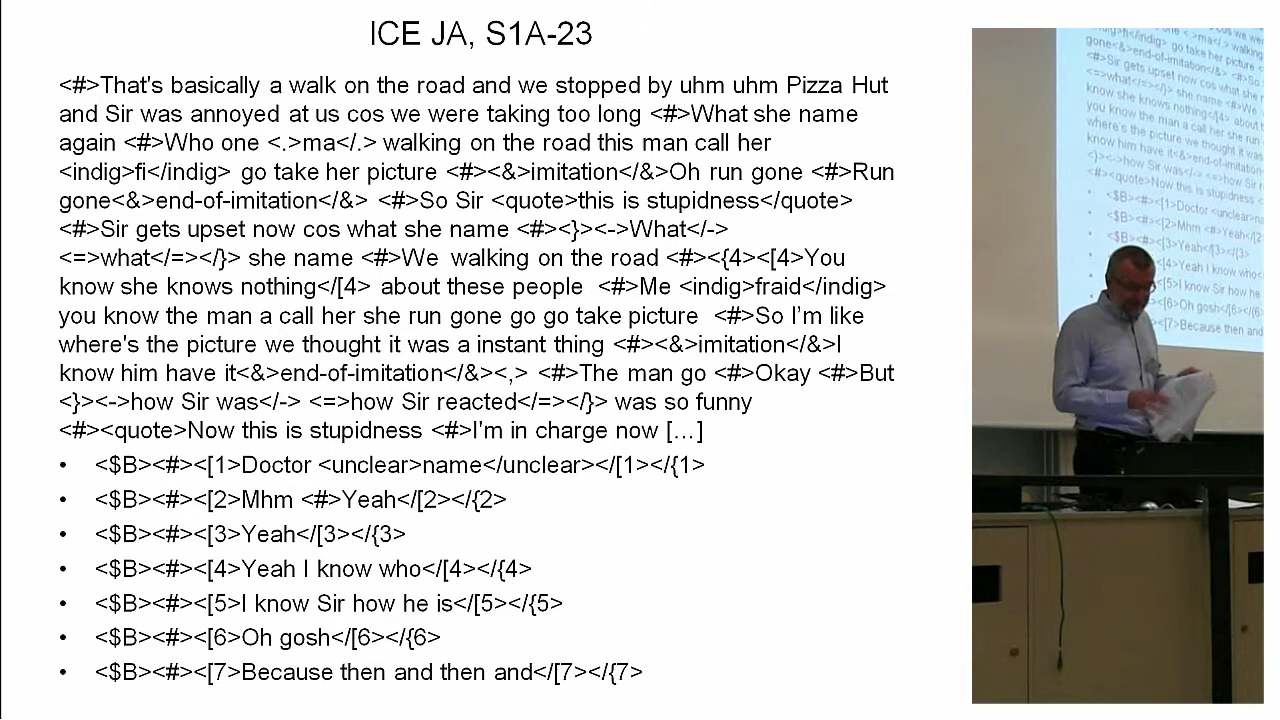 ICE JA, S1A-23
<#>That's basically a walk on the road and we stopped by uhm uhm Pizza Hut
and Sir was annoyed at us cos we were taking too long <#>What she name
again <#>Who one <.>ma</.> walking on the road this man call her
<indig>fi</indig> go take her picture <#><&>imitation</&>Oh run gone <#>Run
gone<&>end-of-imitation</&> <#>So Sir <quote>this is stupidness</quote>
<#>Sir gets upset now cos what she name <#><}><->What</->
<=>what</=></}> she name <#>We walking on the road <#><{4><[4>You
know she knows nothing</[4> about these people <#>Me <indig>fraid</indig>
you know the man a call her she run gone go go take picture <#>So I'm like
where's the picture we thought it was a instant thing <#><&>imitation</&>I
know him have it<&>end-of-imitation</&><,> <#>The man go <#>Okay <#>But
<}><->how Sir was</-> <=>how Sir reacted</=></}> was so funny
<#><quote>Now this is stupidness <#>I'm in charge now […]
• <$B><#><[1>Doctor <unclear>name</unclear></[1></{1>
• <$B><#><[2>Mhm <#>Yeah</[2></{2>
• <$B><#><[3>Yeah</[3></{3>
• <$B><#><[4>Yeah I know who</[4></{4>
• <$B><#><[5>I know Sir how he is</[5></{5>
• <$B><#><[6>Oh gosh</[6></{6>
• <$B><#><[7>Because then and then and</[7></{7>